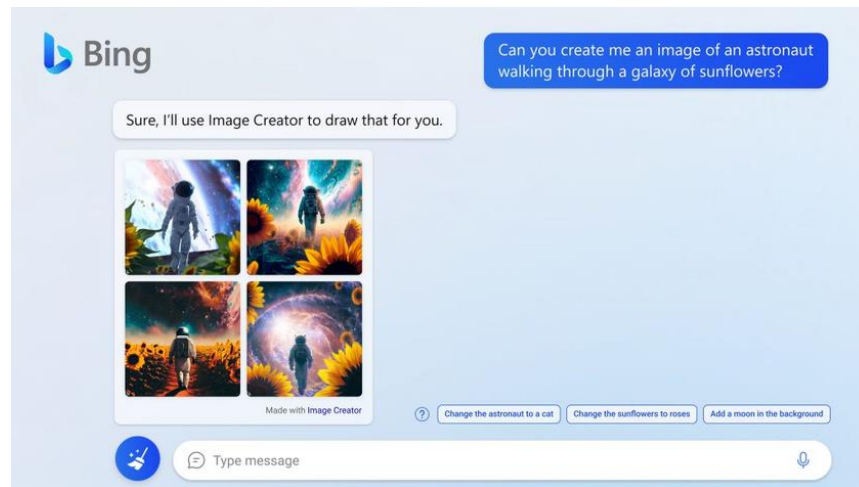 Bing
Can you create me an image of an astronaut
walking through a galaxy of sunflowers?
Sure, I'll use Image Creator to draw that for you.
Made with Image Creator
? Change the astronaut to a cat Change the sunflowers to roses Add a moon in the background
Type message